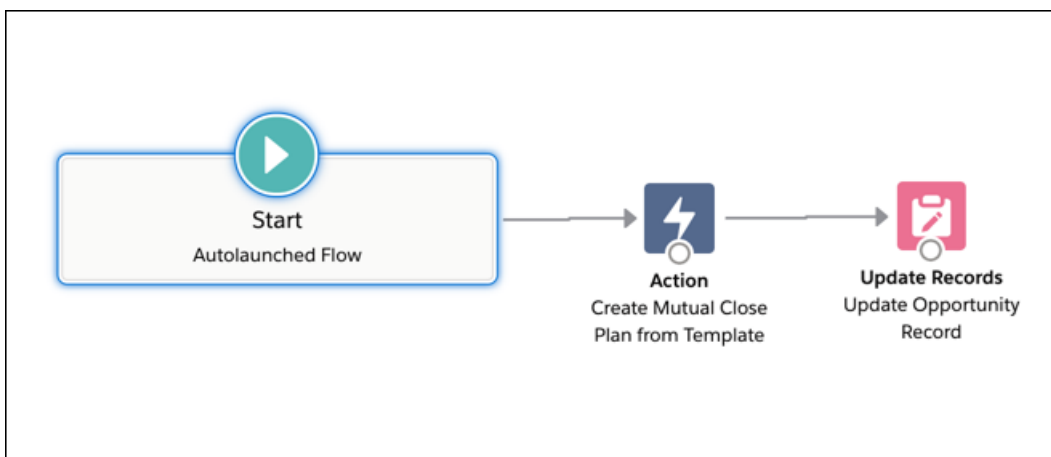 Start
Autolaunched Flow
Action
Create Mutual Close
Plan from Template
Update Records
Update Opportunity
Record